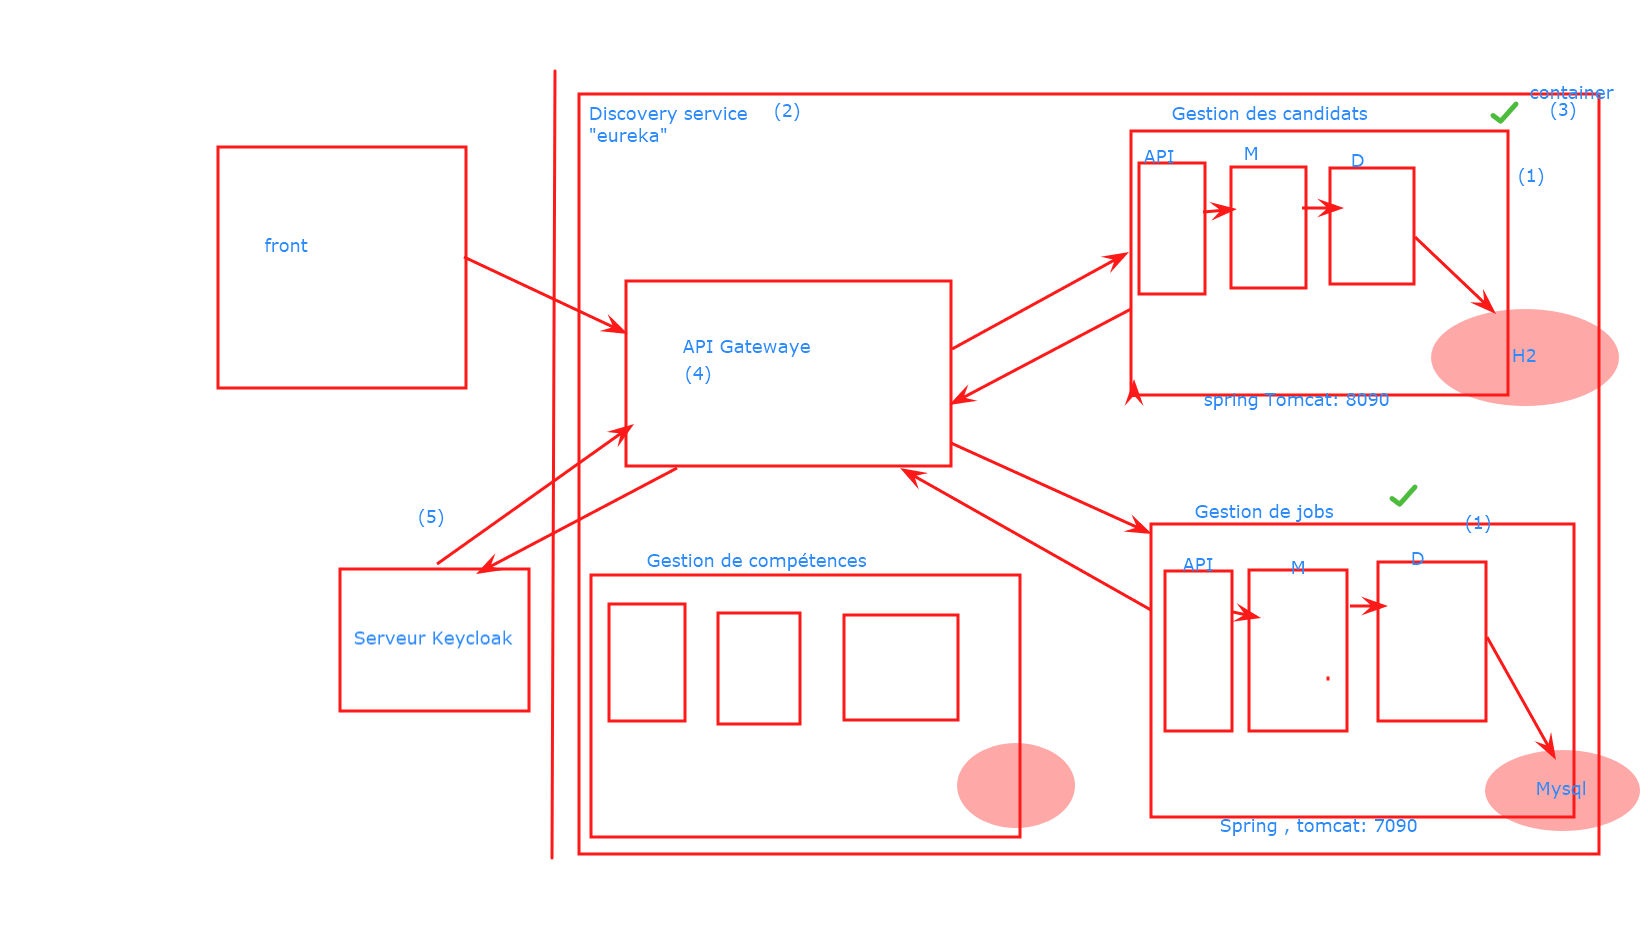 front
Discovery service (2)
"eureka"
container
(3)
Gestion des candidats
(1)
API
M
D
H2
spring Tomcat: 8090
API Gatewaye
(4)
(5)
Serveur Keycloak
Gestion de compétences
Gestion de jobs
(1)
API
M
D
Mysql
Spring , tomcat: 7090